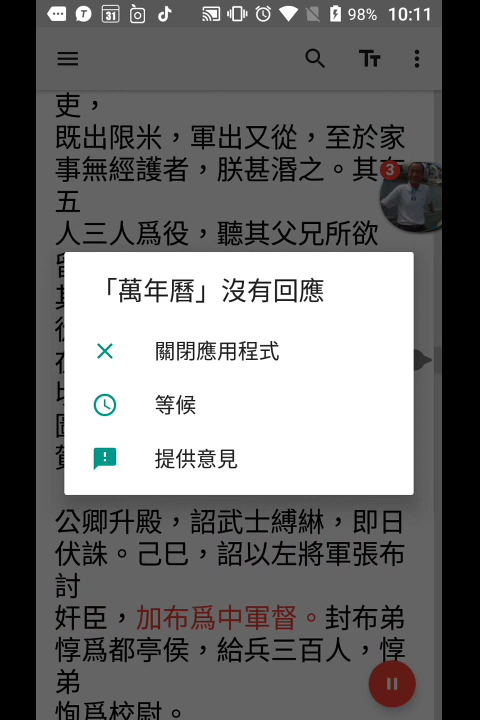 98% 10:11
31
Tт
吏，
既出限米，軍出又從，至於家
事無經護者，朕甚湣之。其有
五
人三人爲役，聽其父兄所欲
3
「萬年曆」沒有回應
關閉應用程式
等候
提供意見
公卿升殿，詔武士縛綝，即日
伏誅。己巳，詔以左將軍張布
討
奸臣，加布爲中軍督。封布弟
惇爲都亭侯，給兵三百人，惇
弟
恂爲校尉。